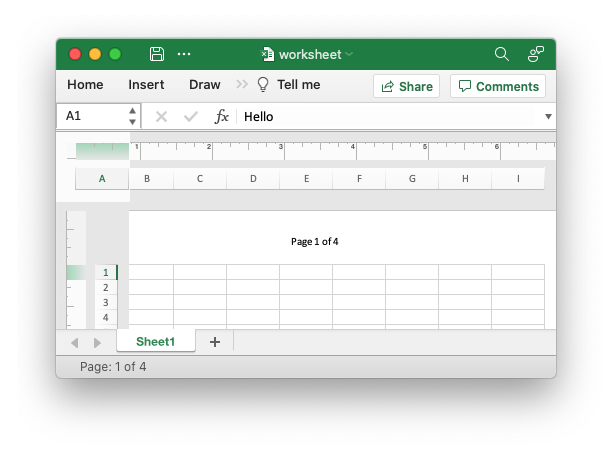 worksheet
Home Insert Draw Tell me Share Comments
A1 fx Hello
1 2 3 4 5 6
A B C D E F G H I
Page 1 of 4
1
2
3
4
Sheet1 +
Page: 1 of 4